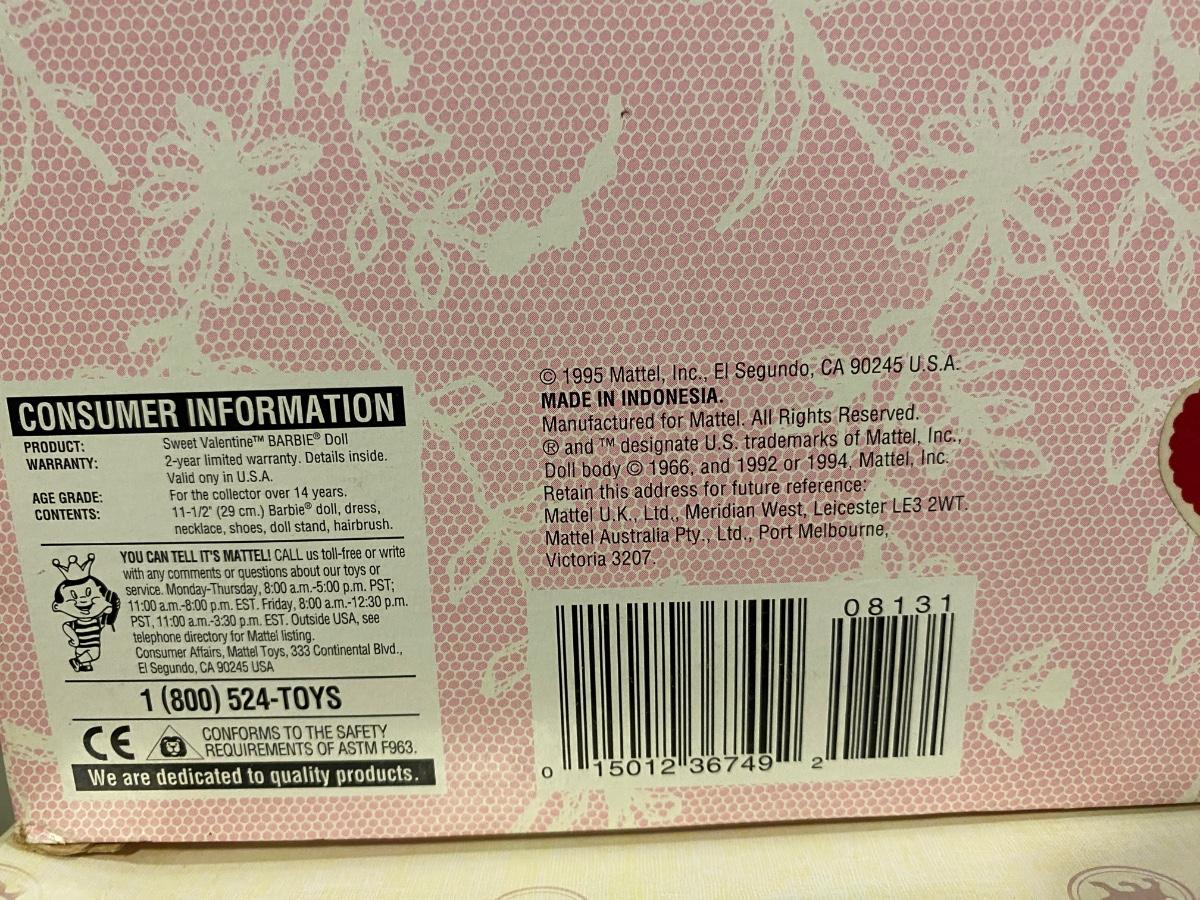 CONSUMER INFORMATION
PRODUCT: Sweet Valentine™ BARBIE® Doll
WARRANTY: 2-year limited warranty. Details inside.
Valid ony in U.S.A.
AGE GRADE: For the collector over 14 years.
CONTENTS: 11-1/2" (29 cm.) Barbie® doll, dress,
necklace, shoes, doll stand, hairbrush.
YOU CAN TELL IT'S MATTEL! CALL us toll-free or write
with any comments or questions about our toys or
service. Monday-Thursday, 8:00 a.m.-5:00 p.m. PST;
11:00 a.m.-8:00 p.m. EST. Friday, 8:00 a.m.-12:30 p.m.
PST, 11:00 a.m.-3:30 p.m. EST. Outside USA, see
telephone directory for Mattel listing.
Consumer Affairs, Mattel Toys, 333 Continental Blvd.,
El Segundo, CA 90245 USA
1 (800) 524-TOYS
CE CONFORMS TO THE SAFETY
REQUIREMENTS OF ASTM F963.
We are dedicated to quality products.
© 1995 Mattel, Inc., El Segundo, CA 90245 U.S.A.
MADE IN INDONESIA.
Manufactured for Mattel. All Rights Reserved.
® and ™ designate U.S. trademarks of Mattel, Inc.,
Doll body © 1966, and 1992 or 1994, Mattel, Inc.
Retain this address for future reference:
Mattel U.K., Ltd., Meridian West, Leicester LE3 2WT.
Mattel Australia Pty., Ltd., Port Melbourne,
Victoria 3207.
08131
0 15012 36749 2